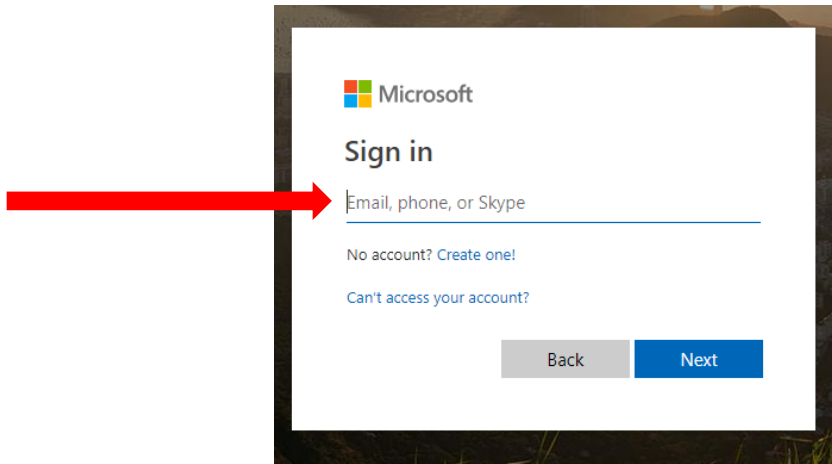 Microsoft
Sign in
Email, phone, or Skype
No account? Create one!
Can't access your account?
Back Next